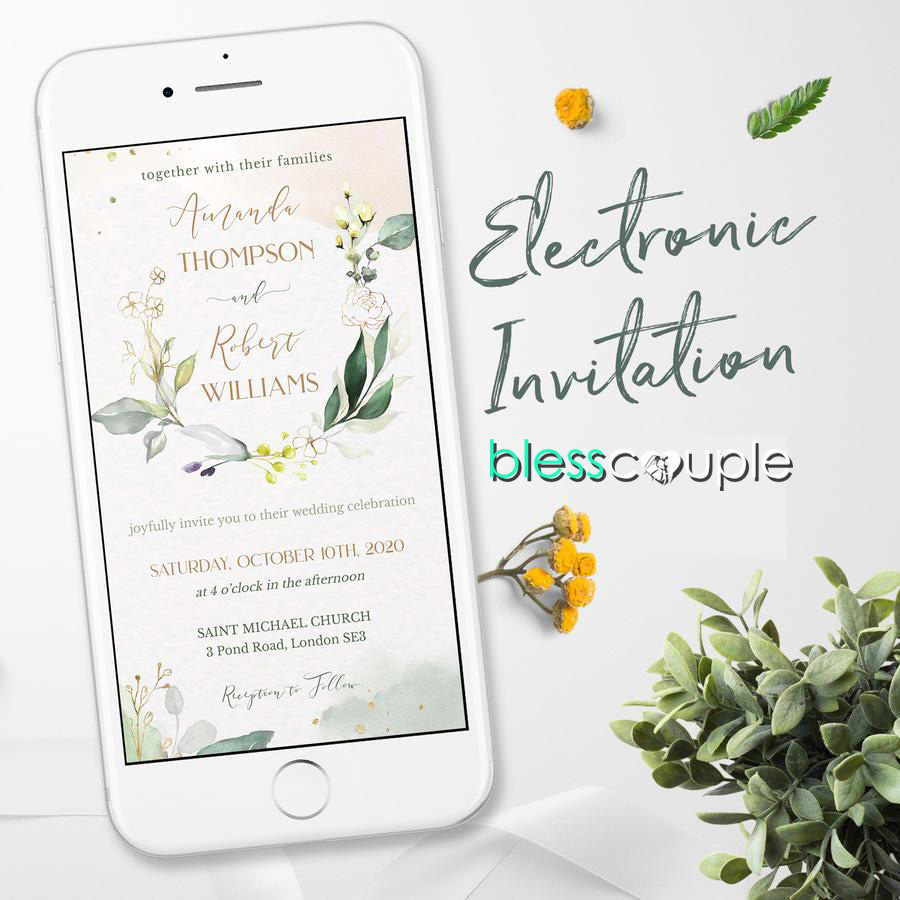 together with their families
Amanda
THOMPSON
and
Robert
WILLIAMS
joyfully invite you to their wedding celebration
SATURDAY, OCTOBER 10TH, 2020
at 4 o'clock in the afternoon
SAINT MICHAEL CHURCH
3 Pond Road, London SE3
Reception to Follow
Electronic
Invitation
blesscouple